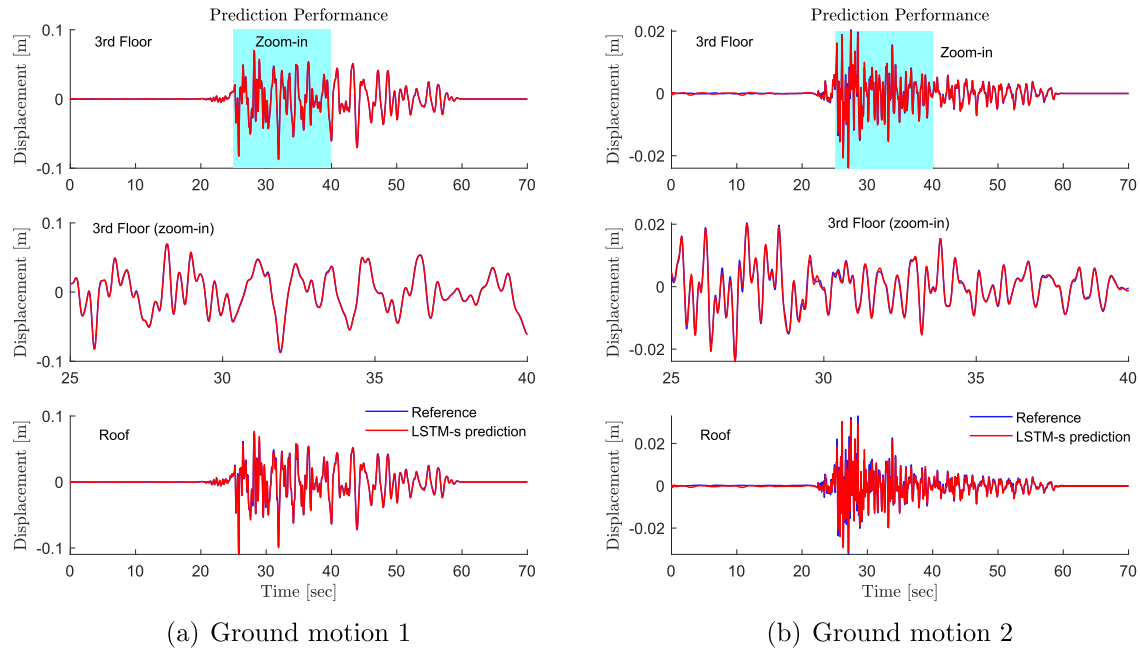 Prediction Performance
Displacement [m]
0.1
0
-0.1
3rd Floor
Zoom-in
0 10 20 30 40 50 60 70
Displacement [m]
0.1
0
-0.1
3rd Floor (zoom-in)
25 30 35 40
Displacement [m]
0.1
0
-0.1
Roof
Reference
LSTM-s prediction
0 10 20 30 40 50 60 70
Time [sec]
(a) Ground motion 1
Prediction Performance
Displacement [m]
0.02
0
-0.02
3rd Floor
Zoom-in
0 10 20 30 40 50 60 70
Displacement [m]
0.02
0
-0.02
3rd Floor (zoom-in)
25 30 35 40
Displacement [m]
0.02
0
-0.02
Roof
Reference
LSTM-s prediction
0 10 20 30 40 50 60 70
Time [sec]
(b) Ground motion 2